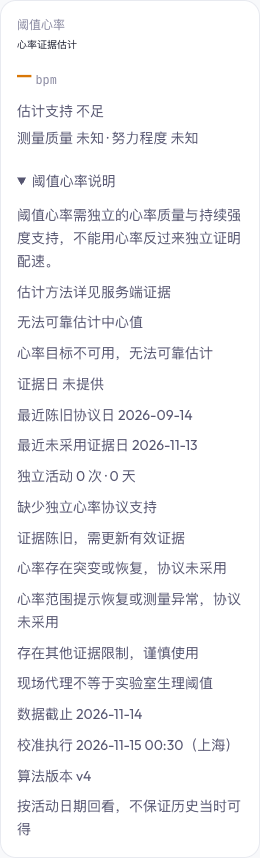 阈值心率
心率证据估计
— bpm
估计支持 不足
测量质量 未知 · 努力程度 未知
▼ 阈值心率说明
阈值心率需独立的心率质量与持续强
度支持，不能用心率反过来独立证明
配速。
估计方法详见服务端证据
无法可靠估计中心值
心率目标不可用，无法可靠估计
证据日 未提供
最近陈旧协议日 2026-09-14
最近未采用证据日 2026-11-13
独立活动 0 次 · 0 天
缺少独立心率协议支持
证据陈旧，需更新有效证据
心率存在突变或恢复，协议未采用
心率范围提示恢复或测量异常，协议
未采用
存在其他证据限制，谨慎使用
现场代理不等于实验室生理阈值
数据截止 2026-11-14
校准执行 2026-11-15 00:30（上海）
算法版本 v4
按活动日期回看，不保证历史当时可
得